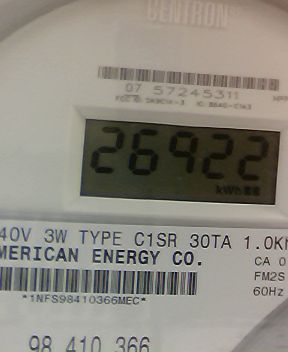 CENTRON
07 57245311
26922
kWh
40V 3W TYPE C1SR 30TA 1.0K
MERICAN ENERGY CO.
CA 0
FM2S
*1NFS98410366MEC*
60Hz
98 410 366